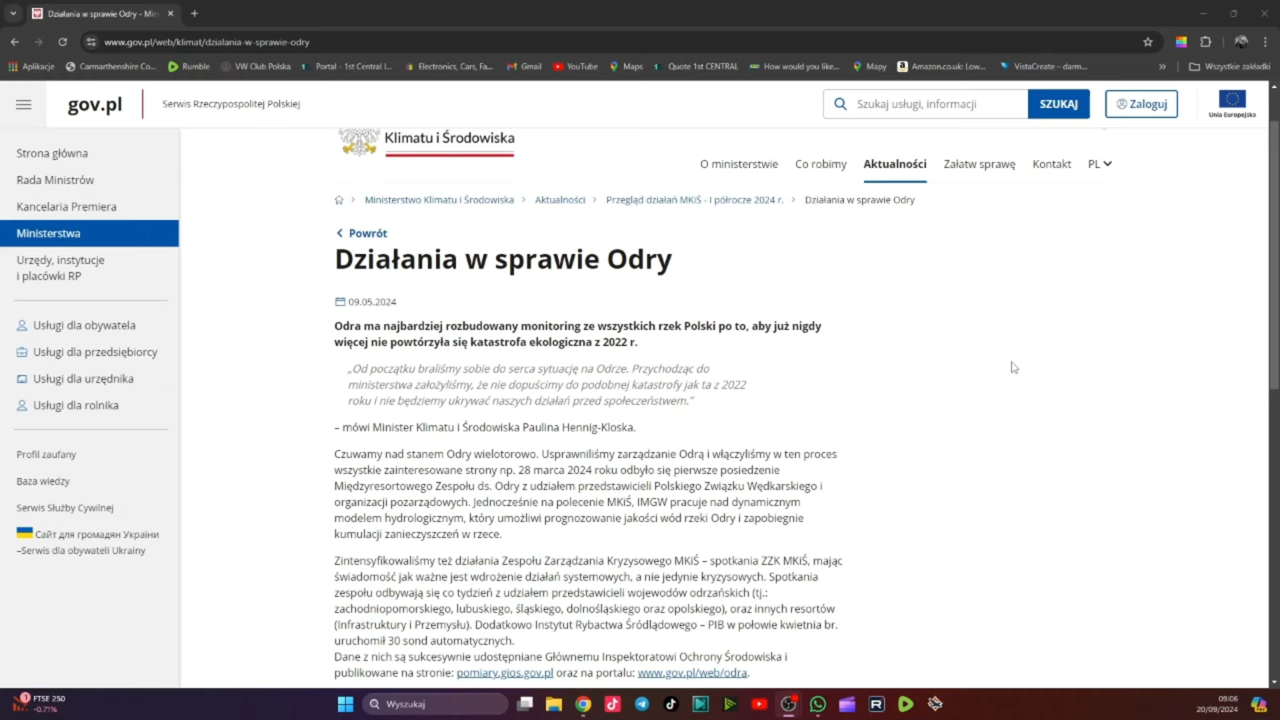 Działania w sprawie Odry - Min
www.gov.pl/web/klimat/dzialania-w-sprawie-odry
Aplikacje
Carmarthenshire Co...
Rumble
VW Club Polska
Portal - 1st Central I...
Electronics, Cars, Fa...
Gmail
YouTube
Maps
Quote 1st CENTRAL
How would you like...
Mapy
Amazon.co.uk: Low...
VistaCreate – darm...
Wszystkie zakładki
gov.pl
Serwis Rzeczypospolitej Polskiej
Szukaj usługi, informacji
SZUKAJ
Zaloguj
Unia Europejska
Strona główna
Rada Ministrów
Kancelaria Premiera
Ministerstwa
Urzędy, instytucje
i placówki RP
Usługi dla obywatela
Usługi dla przedsiębiorcy
Usługi dla urzędnika
Usługi dla rolnika
Profil zaufany
Baza wiedzy
Serwis Służby Cywilnej
Сайт для громадян України
–Serwis dla obywateli Ukrainy
Klimatu i Środowiska
O ministerstwie
Co robimy
Aktualności
Załatw sprawę
Kontakt
PL
Ministerstwo Klimatu i Środowiska > Aktualności > Przegląd działań MKiŚ - I półrocze 2024 r. > Działania w sprawie Odry
Powrót
Działania w sprawie Odry
09.05.2024
Odra ma najbardziej rozbudowany monitoring ze wszystkich rzek Polski po to, aby już nigdy
więcej nie powtórzyła się katastrofa ekologiczna z 2022 r.
„Od początku braliśmy sobie do serca sytuację na Odrze. Przychodząc do
ministerstwa założyliśmy, że nie dopuścimy do podobnej katastrofy jak ta z 2022
roku i nie będziemy ukrywać naszych działań przed społeczeństwem.”
– mówi Minister Klimatu i Środowiska Paulina Hennig-Kloska.
Czuwamy nad stanem Odry wielotorowo. Usprawniliśmy zarządzanie Odrą i włączyliśmy w ten proces
wszystkie zainteresowane strony np. 28 marca 2024 roku odbyło się pierwsze posiedzenie
Międzyresortowego Zespołu ds. Odry z udziałem przedstawicieli Polskiego Związku Wędkarskiego i
organizacji pozarządowych. Jednocześnie na polecenie MKiŚ, IMGW pracuje nad dynamicznym
modelem hydrologicznym, który umożliwi prognozowanie jakości wód rzeki Odry i zapobiegnie
kumulacji zanieczyszczeń w rzece.
Zintensyfikowaliśmy też działania Zespołu Zarządzania Kryzysowego MKiŚ – spotkania ZZK MKiŚ, mając
świadomość jak ważne jest wdrożenie działań systemowych, a nie jedynie kryzysowych. Spotkania
zespołu odbywają się co tydzień z udziałem przedstawicieli wojewodów odrzańskich (tj.:
zachodniopomorskiego, lubuskiego, śląskiego, dolnośląskiego oraz opolskiego), oraz innych resortów
(Infrastruktury i Przemysłu). Dodatkowo Instytut Rybactwa Śródlądowego – PIB w połowie kwietnia br.
uruchomił 30 sond automatycznych.
Dane z nich są sukcesywnie udostępniane Głównemu Inspektoratowi Ochrony Środowiska i
publikowane na stronie: pomiary.gios.gov.pl oraz na portalu: www.gov.pl/web/odra.
1
FTSE 250
-0.71%
Wyszukaj
09:06
20/09/2024